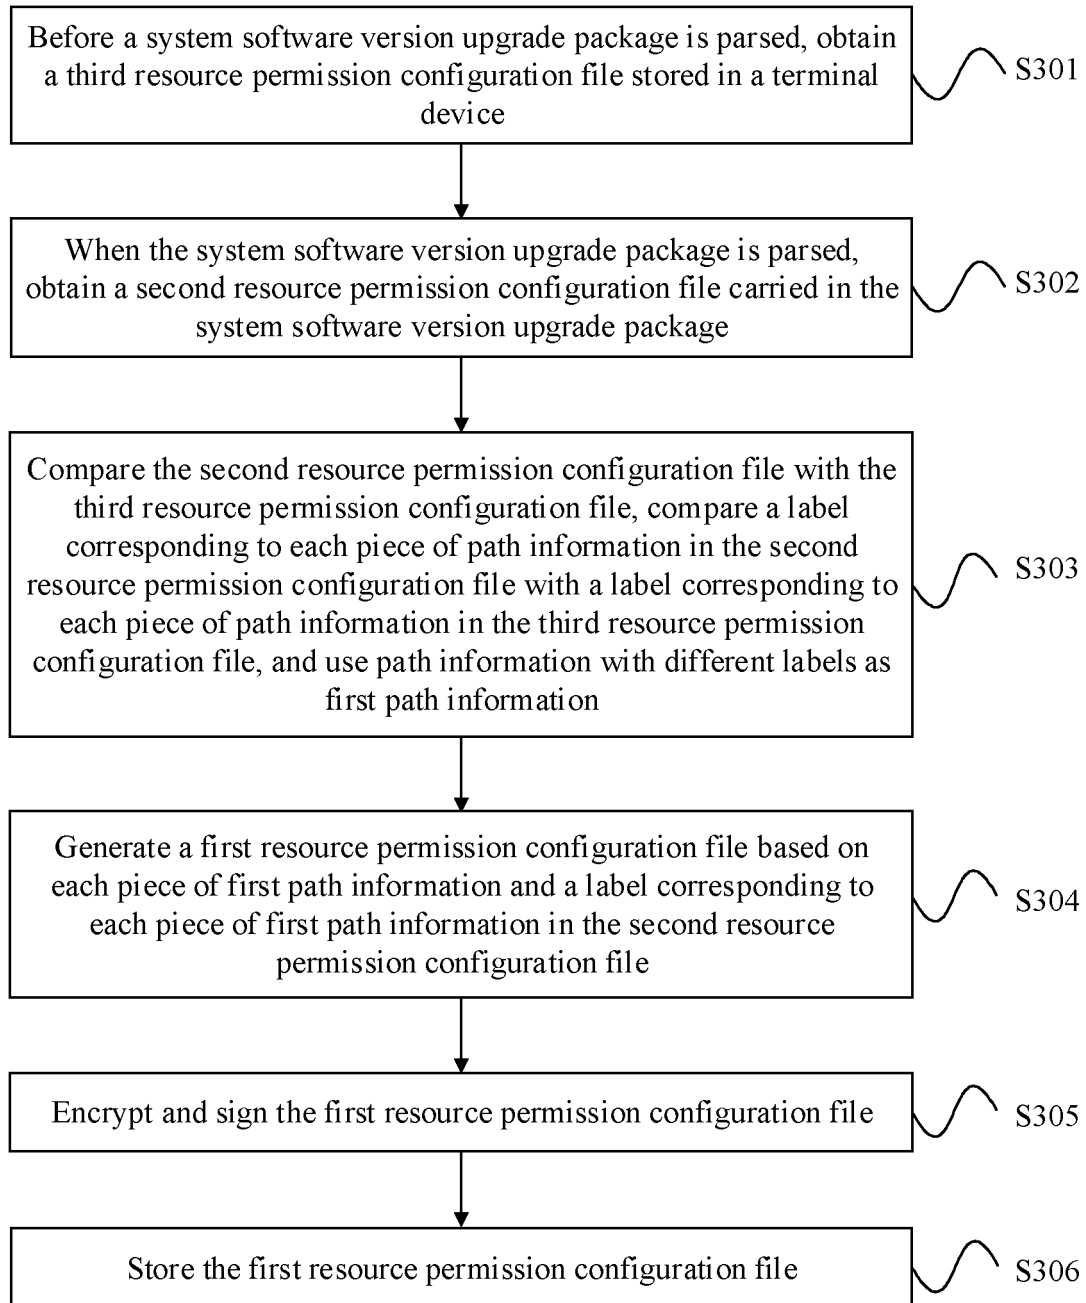 Before a system software version upgrade package is parsed, obtain
a third resource permission configuration file stored in a terminal
device
S301
When the system software version upgrade package is parsed,
obtain a second resource permission configuration file carried in the
system software version upgrade package
S302
Compare the second resource permission configuration file with the
third resource permission configuration file, compare a label
corresponding to each piece of path information in the second
resource permission configuration file with a label corresponding to
each piece of path information in the third resource permission
configuration file, and use path information with different labels as
first path information
S303
Generate a first resource permission configuration file based on
each piece of first path information and a label corresponding to
each piece of first path information in the second resource
permission configuration file
S304
Encrypt and sign the first resource permission configuration file
S305
Store the first resource permission configuration file
S306